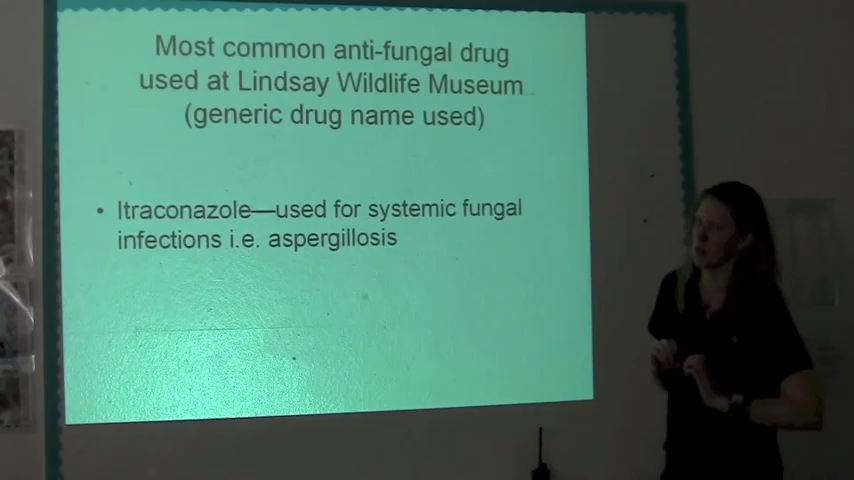 Most common anti-fungal drug
used at Lindsay Wildlife Museum
(generic drug name used)
• Itraconazole—used for systemic fungal
infections i.e. aspergillosis